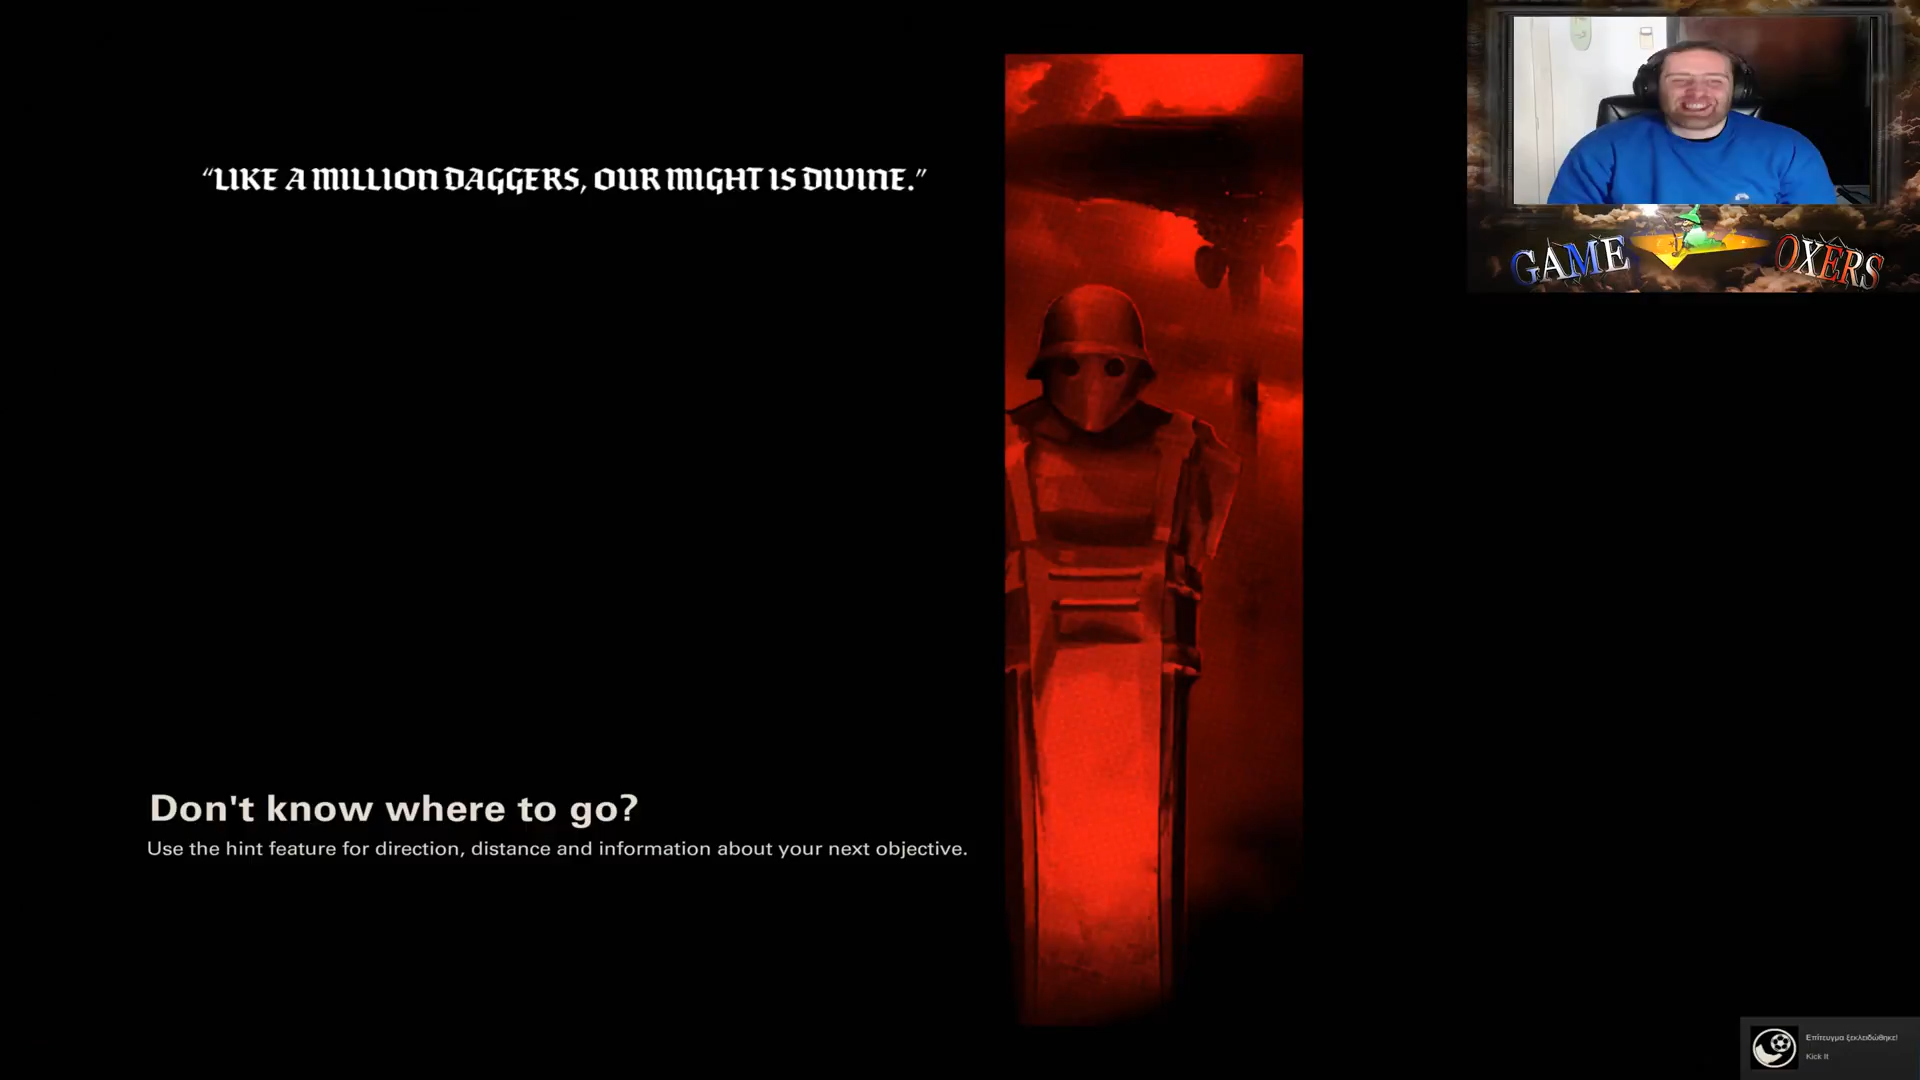 “LIKE A MILLION DAGGERS, OUR MIGHT IS DIVINE.”
GAME OXERS
Don't know where to go?
Use the hint feature for direction, distance and information about your next objective.
Επίτευγμα ξεκλειδώθηκε!
Kick It